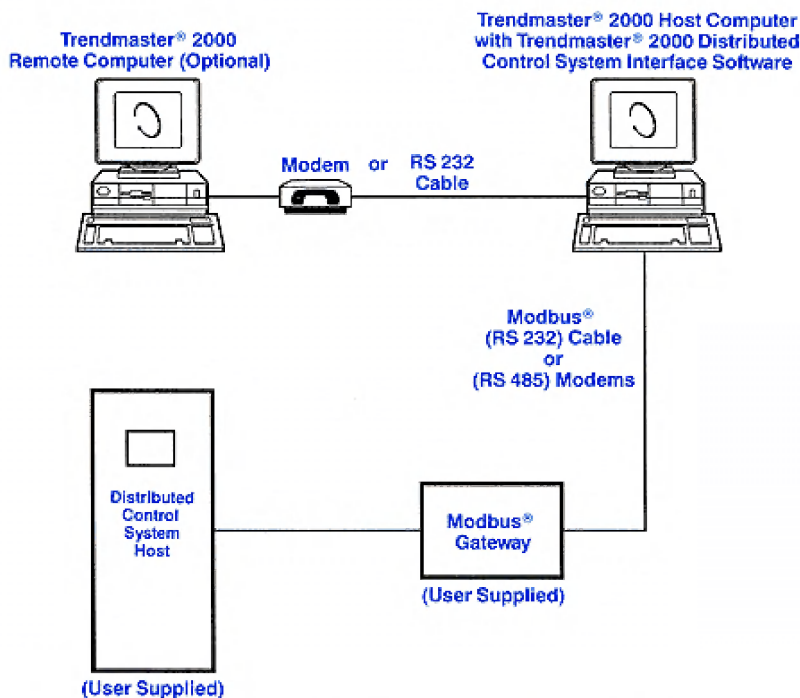 Trendmaster® 2000
Remote Computer (Optional)
Trendmaster® 2000 Host Computer
with Trendmaster® 2000 Distributed
Control System Interface Software
Modem or RS 232
Cable
Modbus®
(RS 232) Cable
or
(RS 485) Modems
Distributed
Control
System
Host
Modbus®
Gateway
(User Supplied)
(User Supplied)